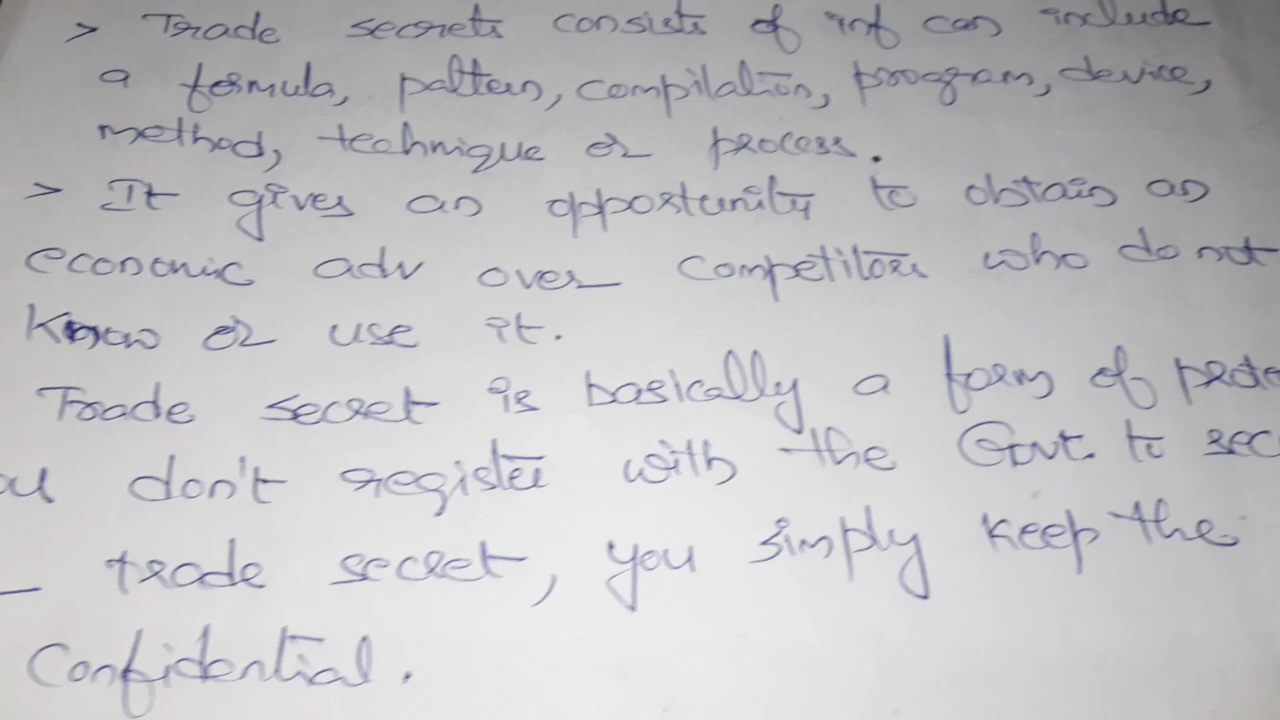 > Trade secrets consists of inf can include
a formula, pattern, compilation, program, device,
method, technique or process.
> It gives an opportunity to obtain an
economic adv over competitors who do not
Know or use it.
Trade secret is basically a form of
don't register with the Govt. to
trade secret, you simply keep the
Confidential.